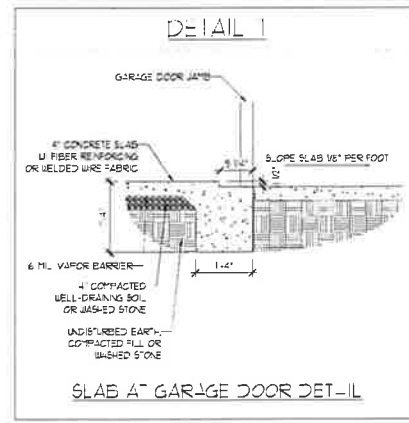 DETAIL 1
GARAGE DOOR JAMB
4" CONCRETE SLAB
W/ FIBER REINFORCING
OR WELDED WIRE FABRIC
SLOPE SLAB 1/8" PER FOOT
1/2"
1'-4"
6 MIL. VAPOR BARRIER
4" COMPACTED
WELL-DRAINING SOIL
OR WASHED STONE
UNDISTURBED EARTH,
COMPACTED FILL OR
WASHED STONE
SLAB AT GARAGE DOOR DETAIL